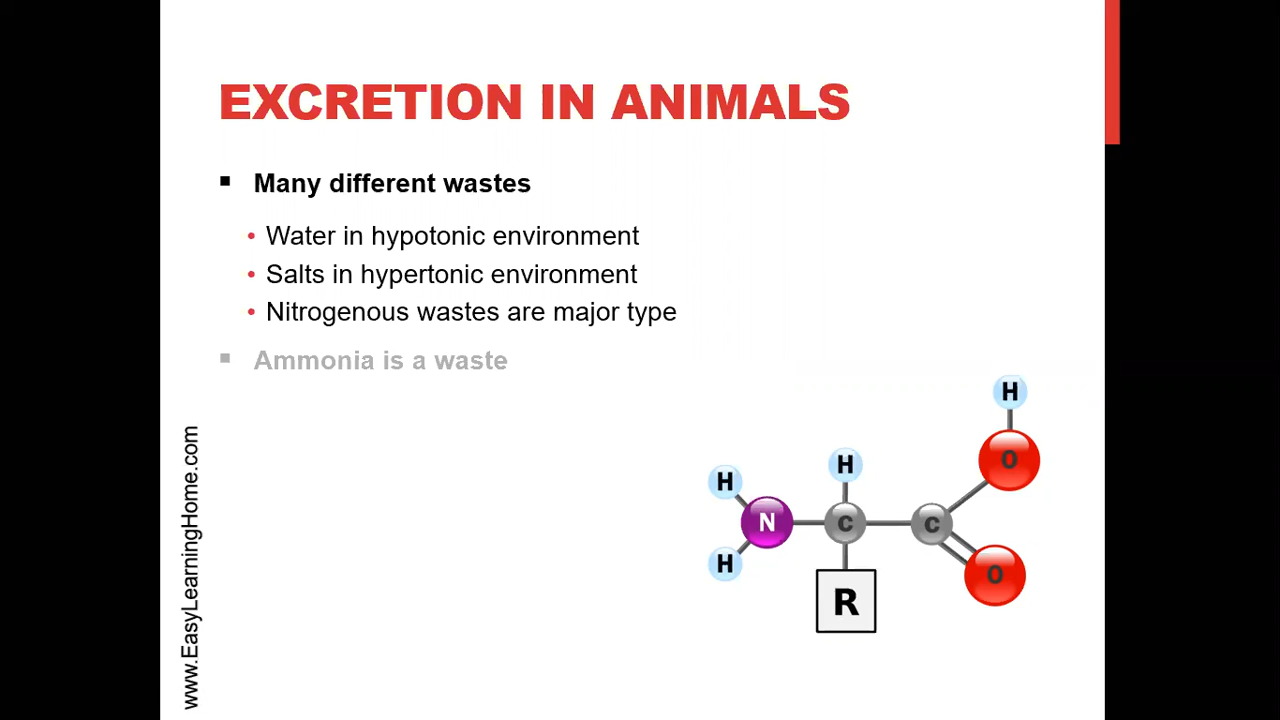 EXCRETION IN ANIMALS
Many different wastes
Water in hypotonic environment
Salts in hypertonic environment
Nitrogenous wastes are major type
Ammonia is a waste
www.EasyLearningHome.com
H
O
H
H
N
C
C
H
O
R